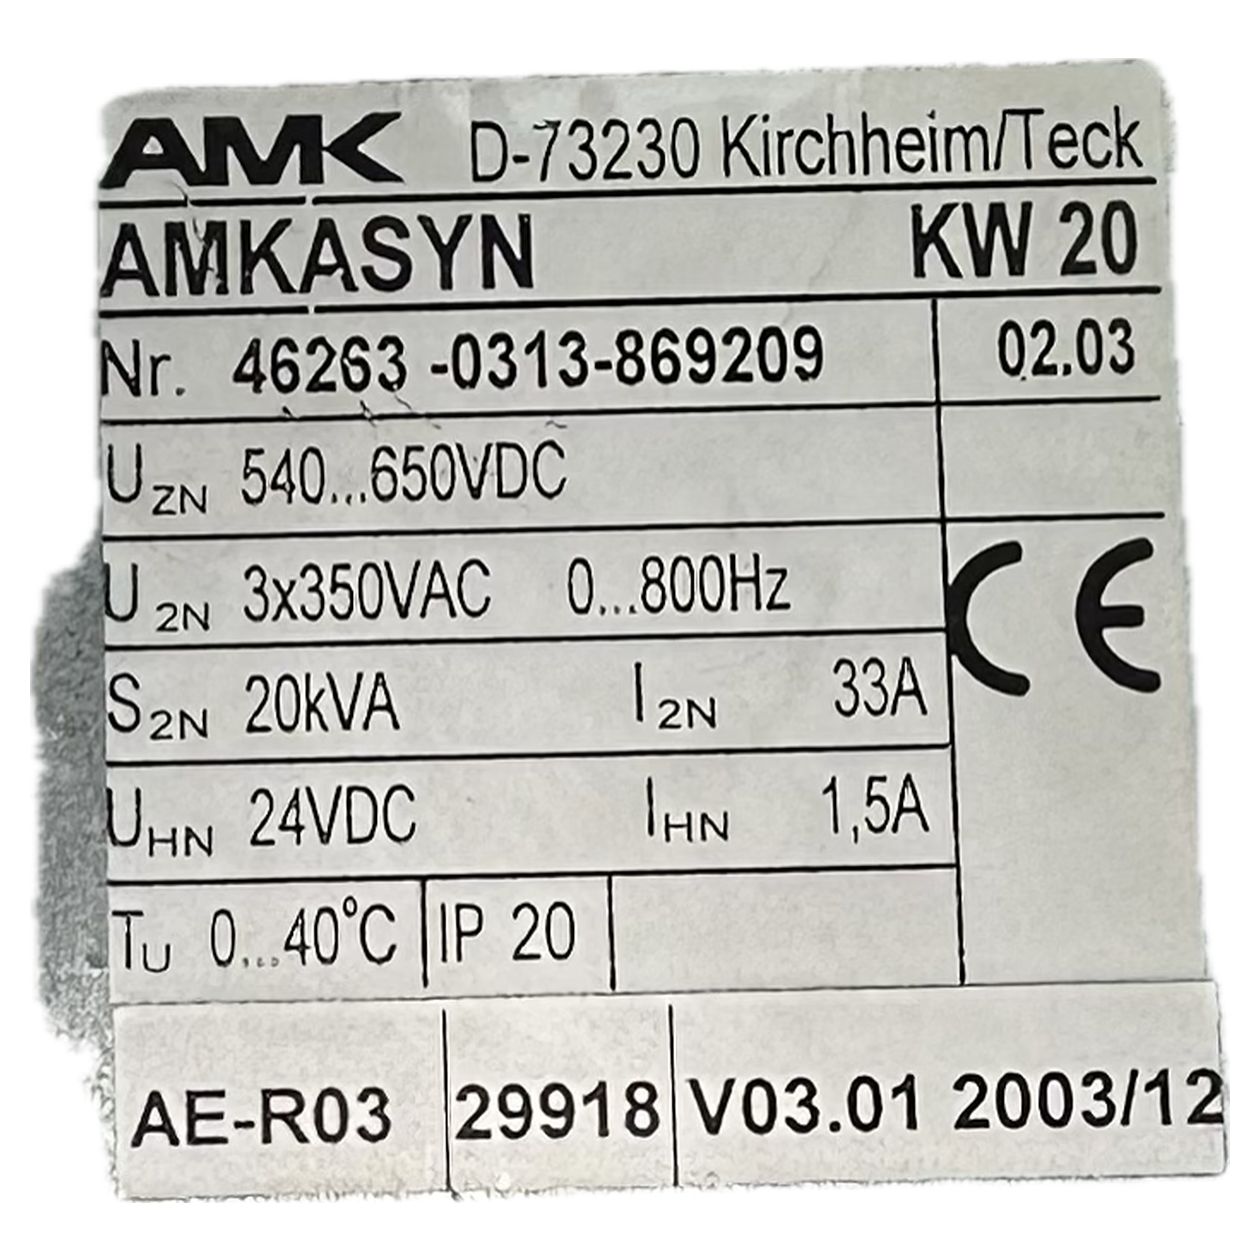 AMK D-73230 Kirchheim/Teck
AMKASYN KW 20
Nr. 46263 -0313-869209 02.03
UZN 540...650VDC
U2N 3x350VAC 0...800Hz
S2N 20kVA I2N 33A
UHN 24VDC IHN 1,5A
TU 0...40°C IP 20
CE
AE-R03 29918 V03.01 2003/12